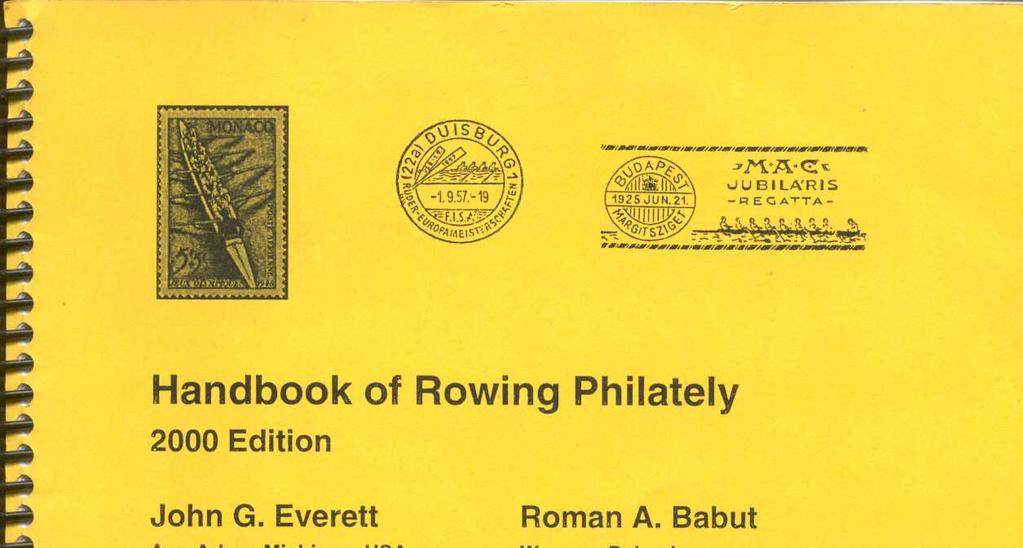 MONACO
DUISBURG 1
(22a)
-1.9.57.-19
F.I.S.A.
RUDER-EUROPAMEISTERSCHAFTEN
BUDAPEST
1925 JUN. 21.
MARGITSZIGET
M·A·C
JUBILÁRIS
-REGATTA-
Handbook of Rowing Philately
2000 Edition
John G. Everett Roman A. Babut